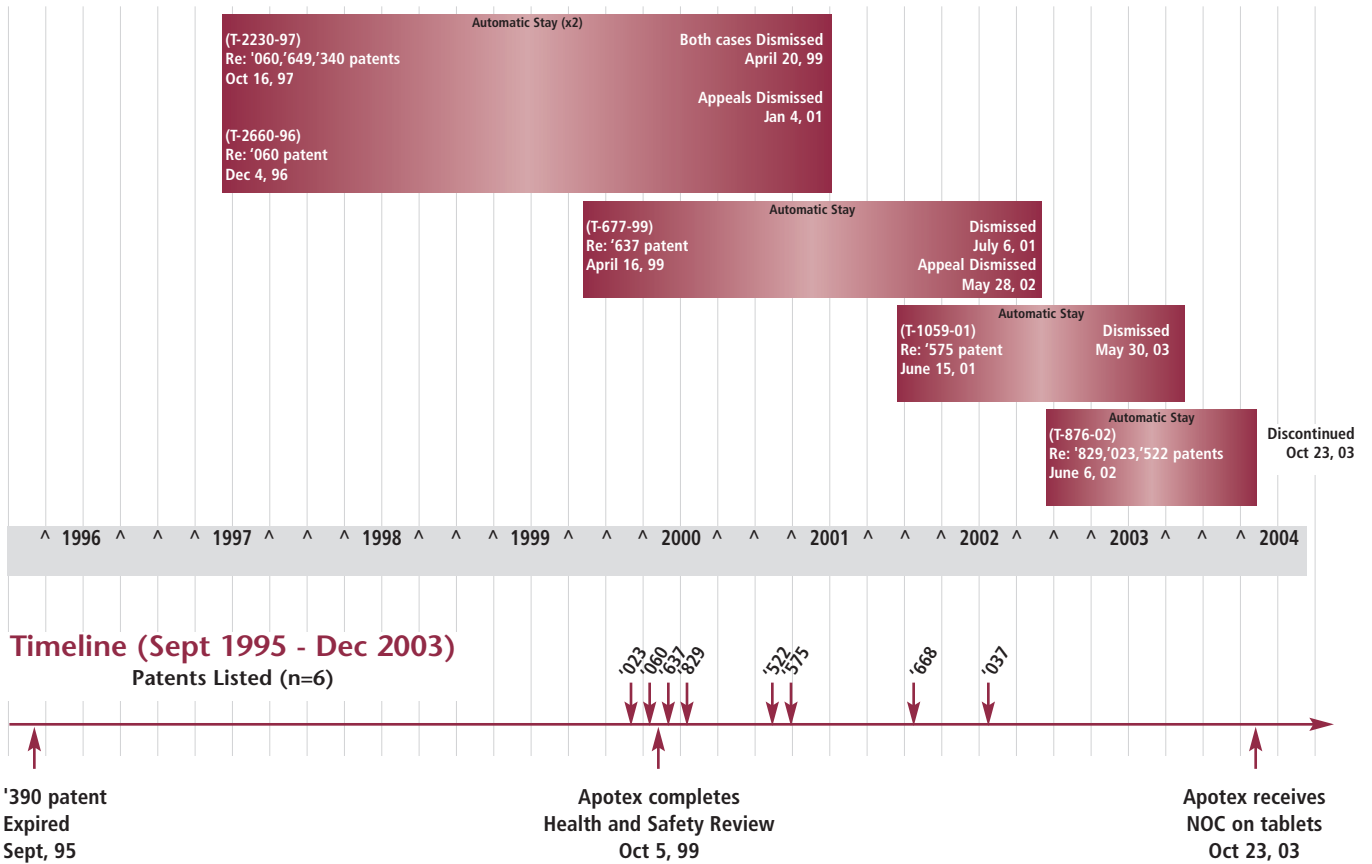 Automatic Stay (x2)
(T-2230-97)
Re: '060,'649,'340 patents
Oct 16, 97
Both cases Dismissed
April 20, 99
Appeals Dismissed
Jan 4, 01
(T-2660-96)
Re: ‘060 patent
Dec 4, 96
Automatic Stay
(T-677-99)
Re: ‘637 patent
April 16, 99
Dismissed
July 6, 01
Appeal Dismissed
May 28, 02
Automatic Stay
(T-1059-01)
Re: ‘575 patent
June 15, 01
Dismissed
May 30, 03
Automatic Stay
(T-876-02)
Re: '829,'023,'522 patents
June 6, 02
Discontinued
Oct 23, 03
^ 1996 ^ ^ ^ 1997 ^ ^ ^ 1998 ^ ^ ^ 1999 ^ ^ ^ 2000 ^ ^ ^ 2001 ^ ^ ^ 2002 ^ ^ ^ 2003 ^ ^ ^ 2004
Timeline (Sept 1995 - Dec 2003)
Patents Listed (n=6)
'023
'060
'637
'829
'522
'575
'668
'037
'390 patent
Expired
Sept, 95
Apotex completes
Health and Safety Review
Oct 5, 99
Apotex receives
NOC on tablets
Oct 23, 03